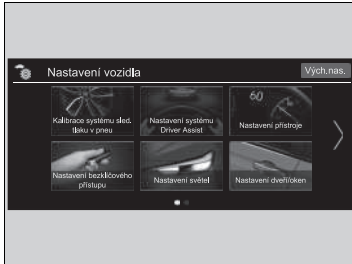 Nastavení vozidla
Vých.nas.
Kalibrace systému sled.
tlaku v pneu
Nastavení systému
Driver Assist
60
Nastavení přístroje
Nastavení bezklíčového
přístupu
Nastavení světel
Nastavení dveří/oken